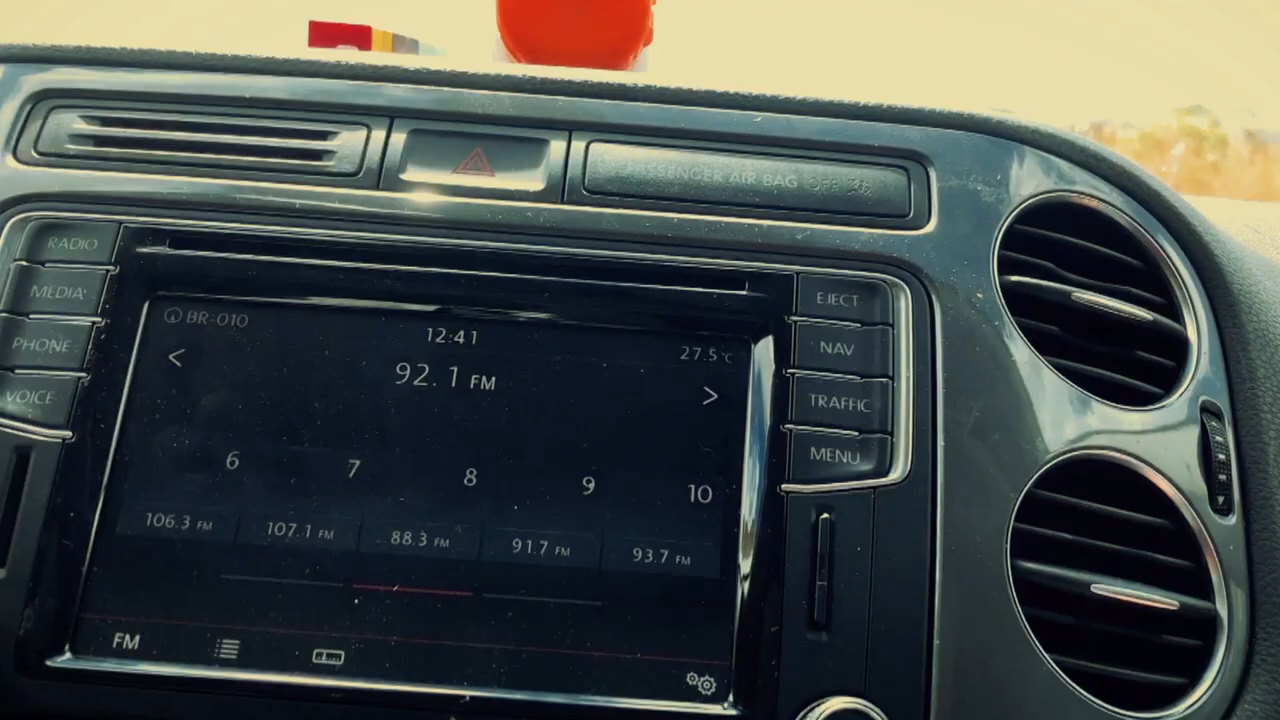 PASSENGER AIR BAG OFF
RADIO
MEDIA
PHONE
VOICE
EJECT
NAV
TRAFFIC
MENU
BR-010
12:41
27.5°C
<
92.1 FM
>
6 7 8 9 10
106.3 FM 107.1 FM 88.3 FM 91.7 FM 93.7 FM
FM